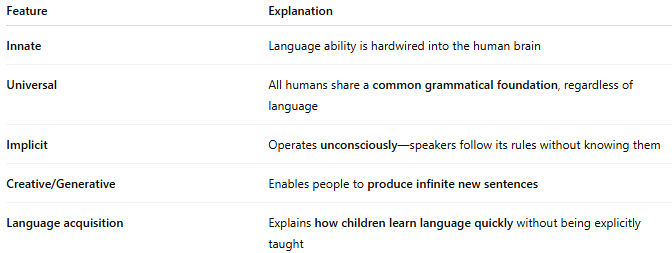 Feature Explanation
Innate Language ability is hardwired into the human brain
Universal All humans share a common grammatical foundation, regardless of
language
Implicit Operates unconsciously—speakers follow its rules without knowing them
Creative/Generative Enables people to produce infinite new sentences
Language acquisition Explains how children learn language quickly without being explicitly
taught